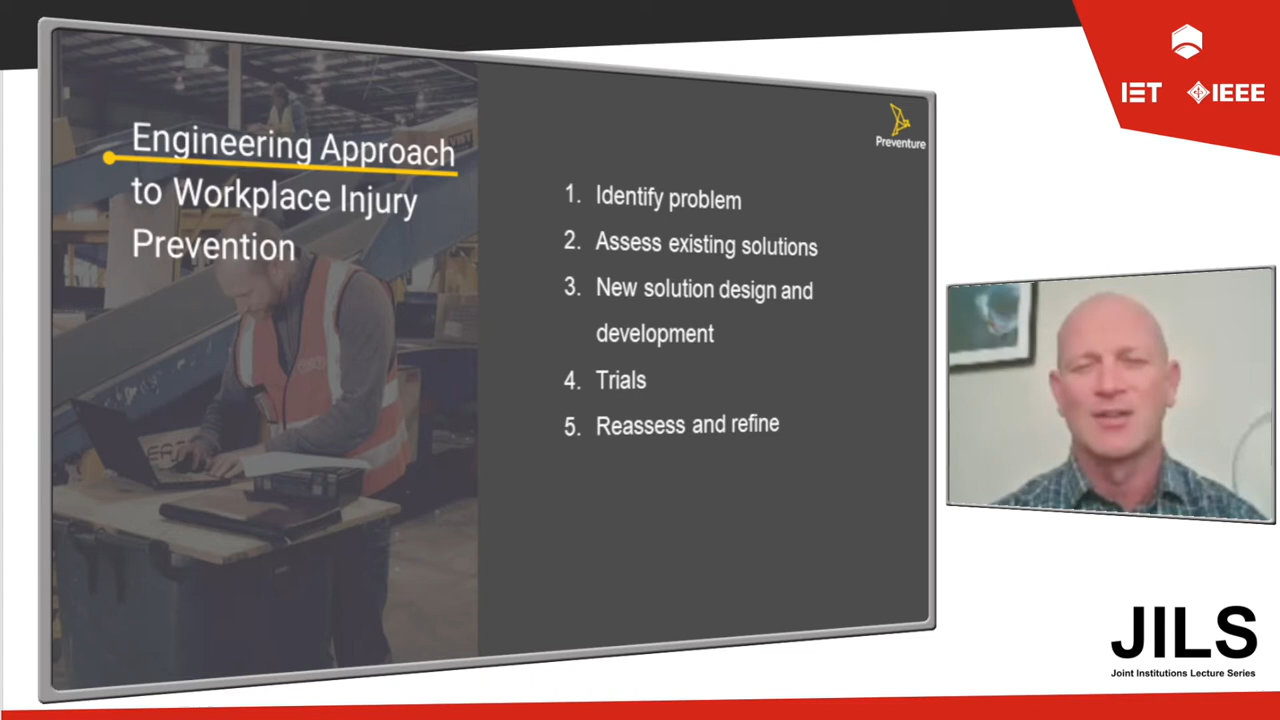 Engineering Approach
to Workplace Injury
Prevention
Preventure
1. Identify problem
2. Assess existing solutions
3. New solution design and
development
4. Trials
5. Reassess and refine
IET
IEEE
JILS
Joint Institutions Lecture Series